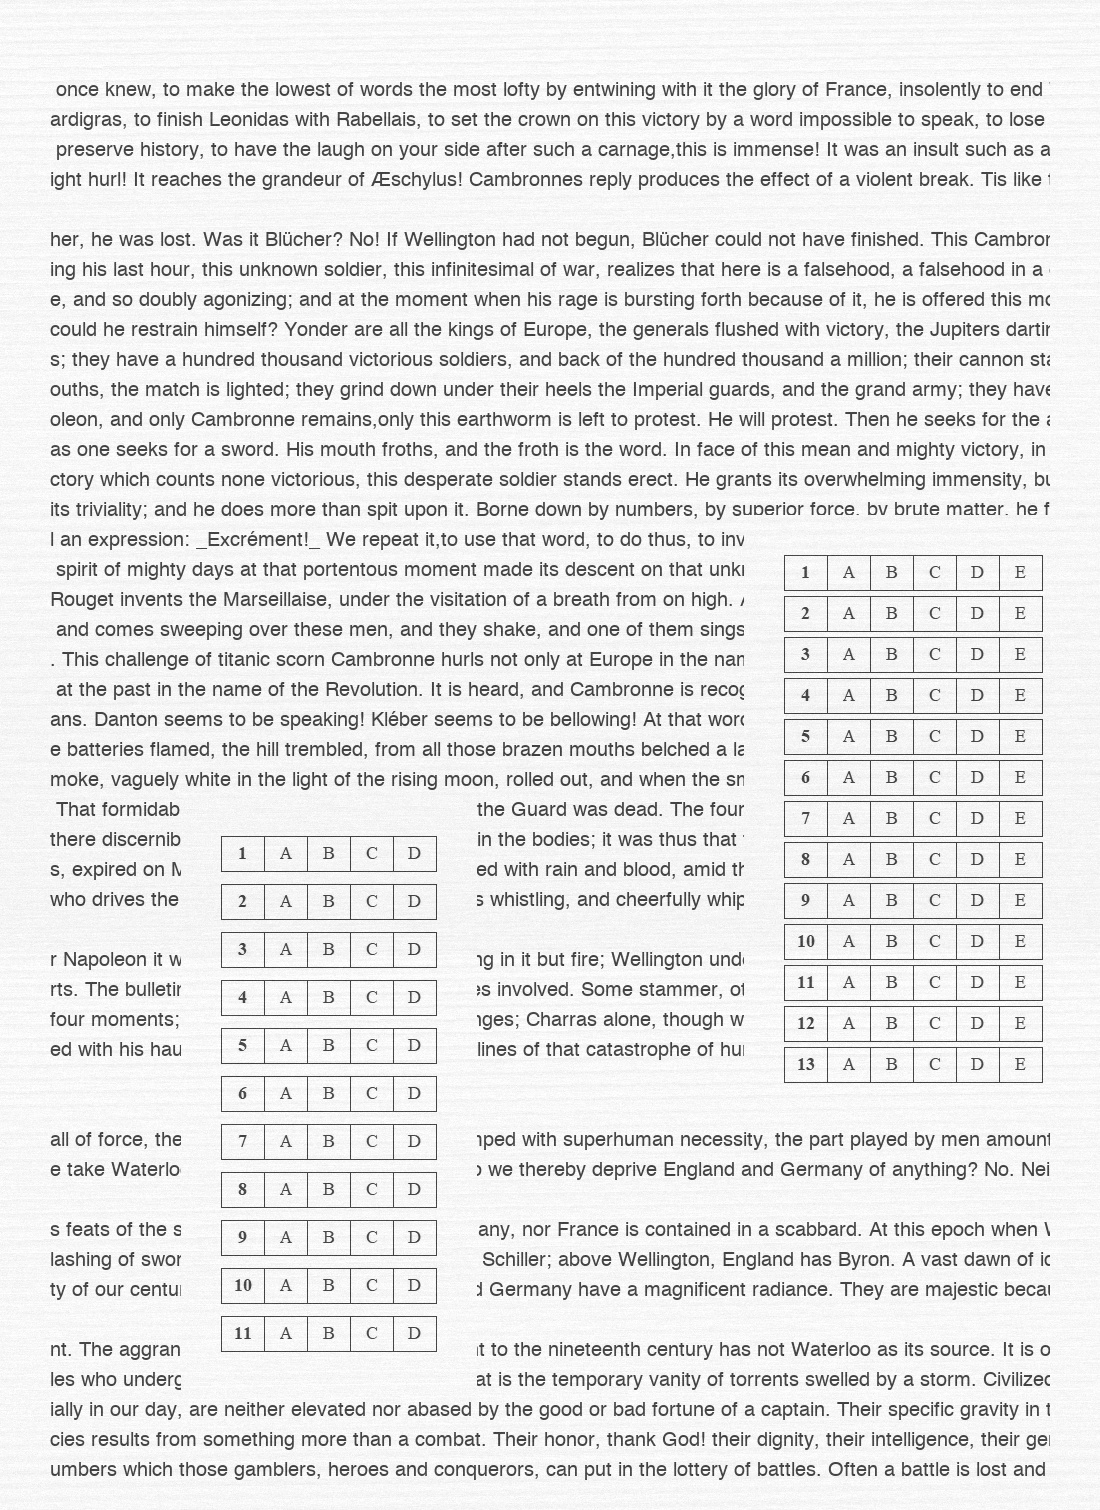 once knew, to make the lowest of words the most lofty by entwining with it the glory of France, insolently to end
ardigras, to finish Leonidas with Rabellais, to set the crown on this victory by a word impossible to speak, to lose
preserve history, to have the laugh on your side after such a carnage,this is immense! It was an insult such as a
ight hurl! It reaches the grandeur of Æschylus! Cambronnes reply produces the effect of a violent break. Tis like
her, he was lost. Was it Blücher? No! If Wellington had not begun, Blücher could not have finished. This Cambror
ing his last hour, this unknown soldier, this infinitesimal of war, realizes that here is a falsehood, a falsehood in a
e, and so doubly agonizing; and at the moment when his rage is bursting forth because of it, he is offered this mo
could he restrain himself? Yonder are all the kings of Europe, the generals flushed with victory, the Jupiters dartin
s; they have a hundred thousand victorious soldiers, and back of the hundred thousand a million; their cannon sta
ouths, the match is lighted; they grind down under their heels the Imperial guards, and the grand army; they have
oleon, and only Cambronne remains,only this earthworm is left to protest. He will protest. Then he seeks for the a
as one seeks for a sword. His mouth froths, and the froth is the word. In face of this mean and mighty victory, in
ctory which counts none victorious, this desperate soldier stands erect. He grants its overwhelming immensity, bu
its triviality; and he does more than spit upon it. Borne down by numbers, by superior force, by brute matter, he f
l an expression: _Excrément!_ We repeat it,to use that word, to do thus, to inv
spirit of mighty days at that portentous moment made its descent on that unkr
Rouget invents the Marseillaise, under the visitation of a breath from on high.
and comes sweeping over these men, and they shake, and one of them sings
. This challenge of titanic scorn Cambronne hurls not only at Europe in the nam
at the past in the name of the Revolution. It is heard, and Cambronne is recog
ans. Danton seems to be speaking! Kléber seems to be bellowing! At that word
e batteries flamed, the hill trembled, from all those brazen mouths belched a la
moke, vaguely white in the light of the rising moon, rolled out, and when the sm
That formidab the Guard was dead. The four
there discernib in the bodies; it was thus that
s, expired on M ed with rain and blood, amid th
who drives the s whistling, and cheerfully whip
r Napoleon it w ng in it but fire; Wellington unde
rts. The bulletin es involved. Some stammer, ot
four moments; nges; Charras alone, though w
ed with his hau lines of that catastrophe of hur
all of force, the nped with superhuman necessity, the part played by men amount
e take Waterlo o we thereby deprive England and Germany of anything? No. Nei
s feats of the s any, nor France is contained in a scabbard. At this epoch when W
lashing of swor Schiller; above Wellington, England has Byron. A vast dawn of id
ty of our centu d Germany have a magnificent radiance. They are majestic becau
nt. The aggran t to the nineteenth century has not Waterloo as its source. It is o
les who underg at is the temporary vanity of torrents swelled by a storm. Civilized
ially in our day, are neither elevated nor abased by the good or bad fortune of a captain. Their specific gravity in t
cies results from something more than a combat. Their honor, thank God! their dignity, their intelligence, their ge
umbers which those gamblers, heroes and conquerors, can put in the lottery of battles. Often a battle is lost and
1 A B C D
2 A B C D
3 A B C D
4 A B C D
5 A B C D
6 A B C D
7 A B C D
8 A B C D
9 A B C D
10 A B C D
11 A B C D
1 A B C D E
2 A B C D E
3 A B C D E
4 A B C D E
5 A B C D E
6 A B C D E
7 A B C D E
8 A B C D E
9 A B C D E
10 A B C D E
11 A B C D E
12 A B C D E
13 A B C D E